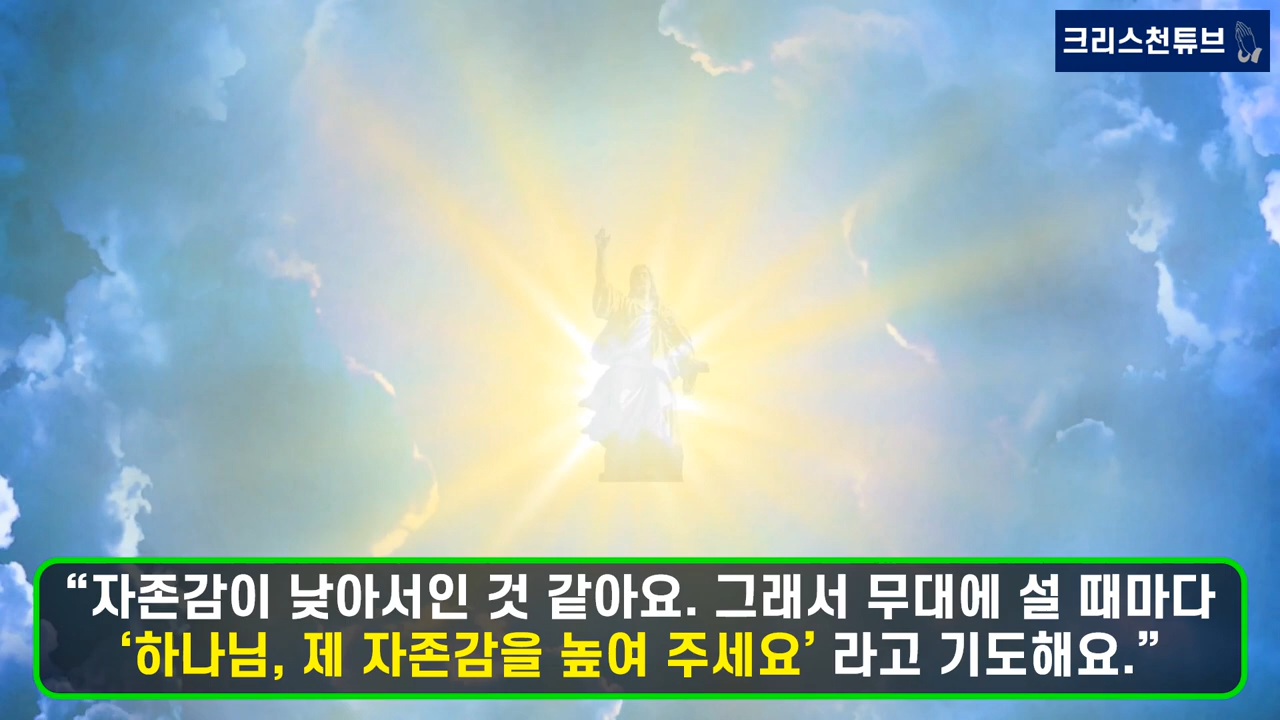 크리스천튜브
“자존감이 낮아서인 것 같아요. 그래서 무대에 설 때마다
‘하나님, 제 자존감을 높여 주세요’ 라고 기도해요.”